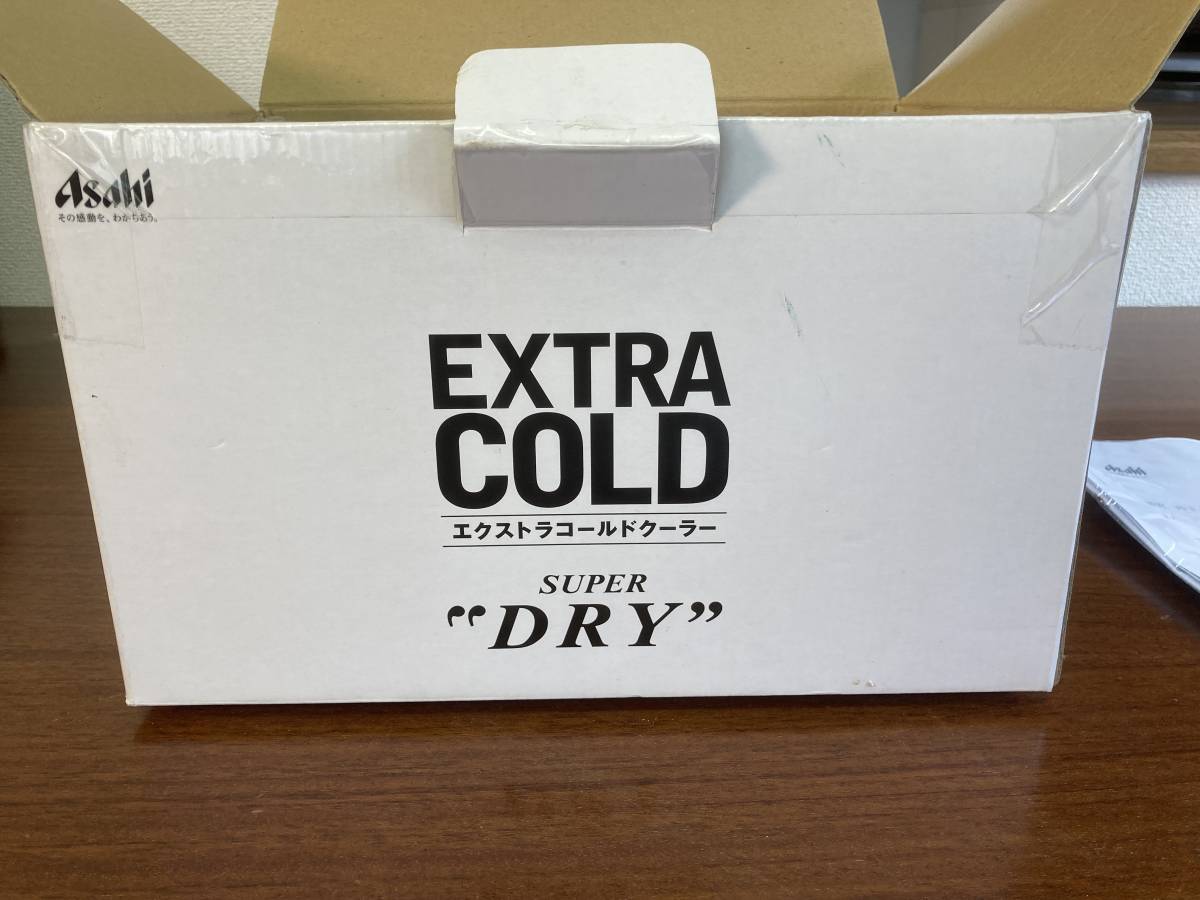 Asahi
その感動を、わかちあう。
EXTRA
COLD
エクストラコールドクーラー
SUPER
“DRY”
Asahi